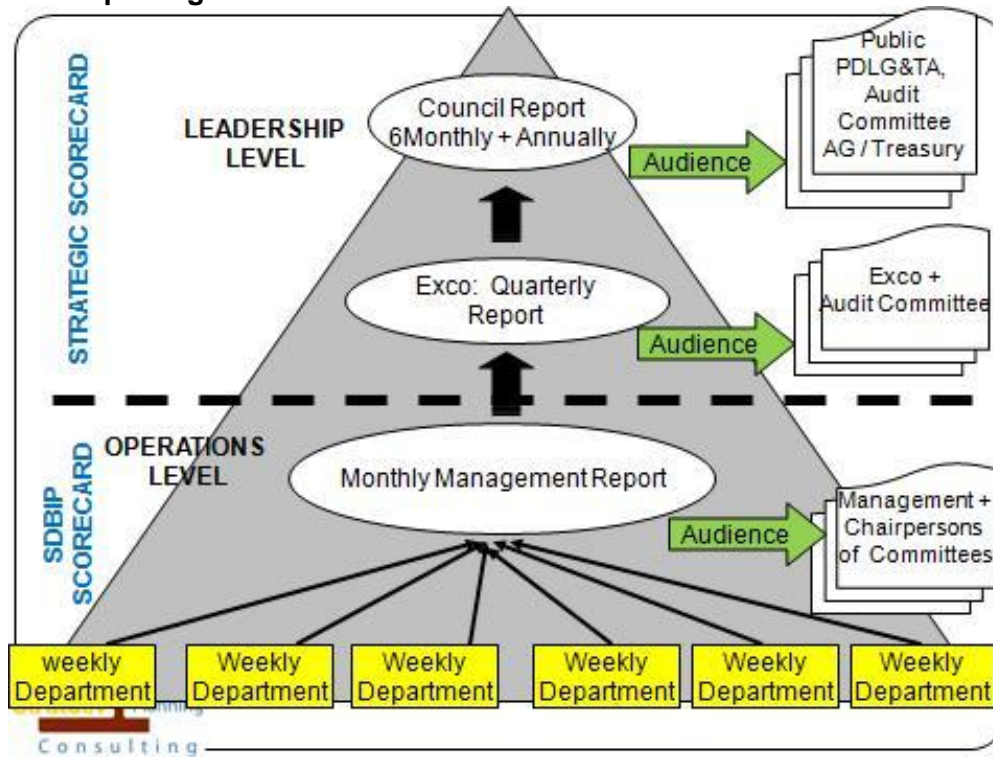 Public
PDLG&TA,
Audit
Committee
AG / Treasury
Council Report
6Monthly + Annually
LEADERSHIP
LEVEL
Audience
STRATEGIC SCORECARD
Exco: Quarterly
Report
Exco +
Audit Committee
Audience
OPERATIONS
LEVEL
SDBIP
SCORECARD
Monthly Management Report
Management +
Chairpersons
of Committees
Audience
weekly
Department
Weekly
Department
Weekly
Department
Weekly
Department
Weekly
Department
Weekly
Department
Consulting